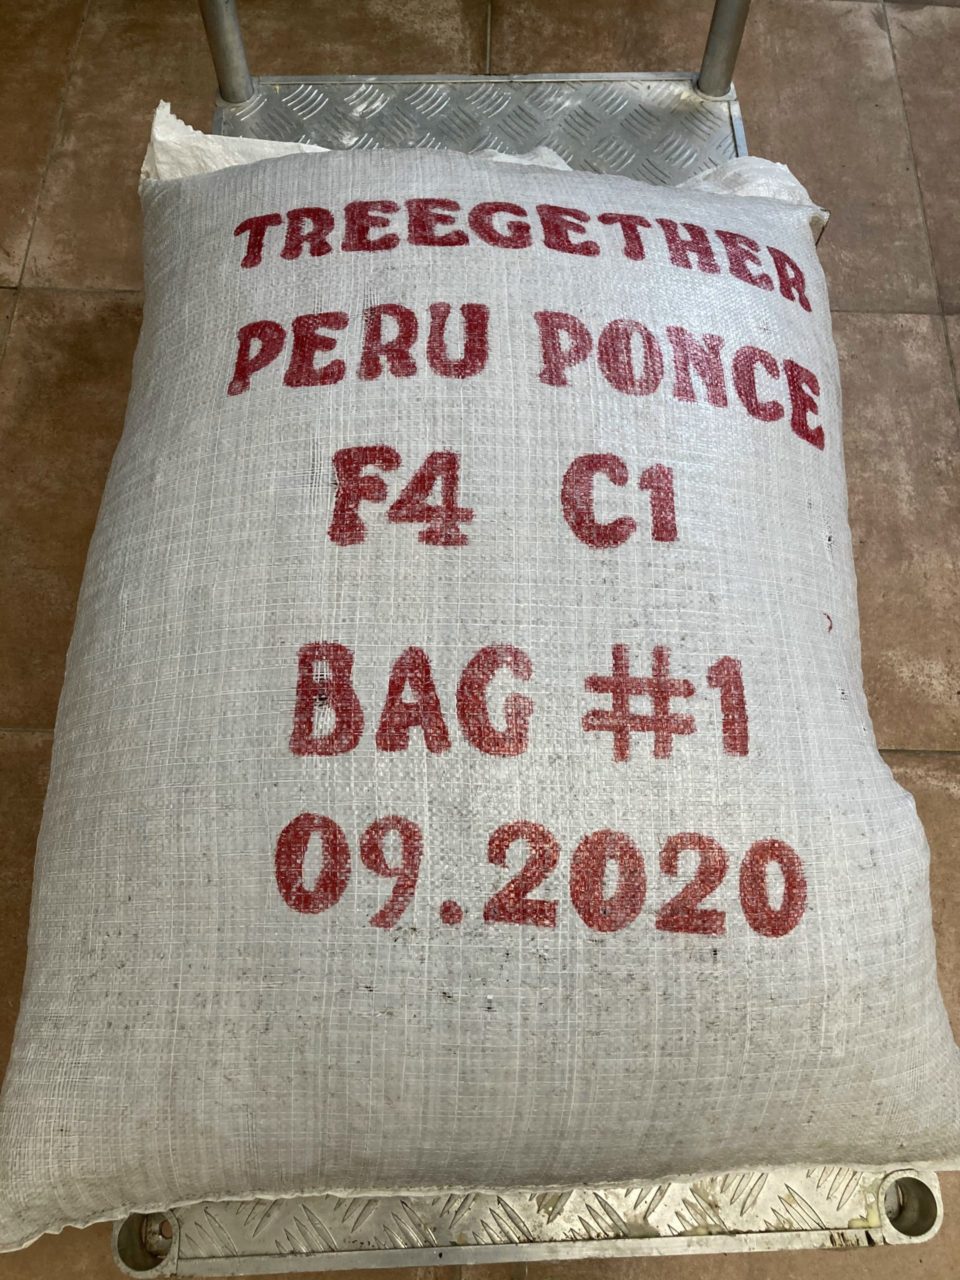 TREEGETHER
PERU PONCE
F4 C1
BAG #1
09.2020